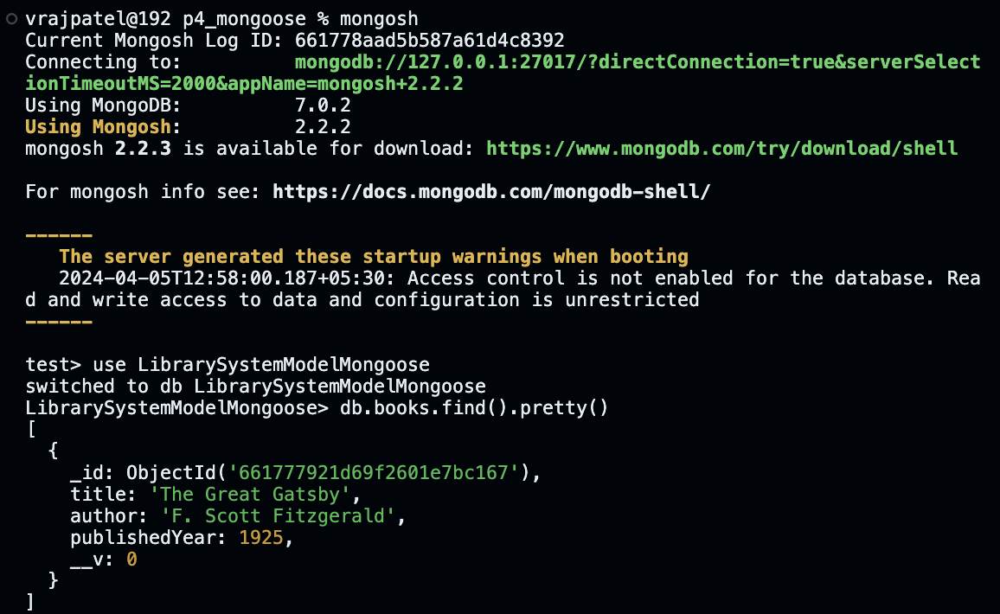 vrajpatel@192 p4_mongoose % mongosh
Current Mongosh Log ID: 661778aad5b587a61d4c8392
Connecting to:          mongodb://127.0.0.1:27017/?directConnection=true&serverSelect
ionTimeoutMS=2000&appName=mongosh+2.2.2
Using MongoDB:          7.0.2
Using Mongosh:          2.2.2
mongosh 2.2.3 is available for download: https://www.mongodb.com/try/download/shell
For mongosh info see: https://docs.mongodb.com/mongodb-shell/
------
   The server generated these startup warnings when booting
   2024-04-05T12:58:00.187+05:30: Access control is not enabled for the database. Rea
d and write access to data and configuration is unrestricted
------
test> use LibrarySystemModelMongoose
switched to db LibrarySystemModelMongoose
LibrarySystemModelMongoose> db.books.find().pretty()
[
  {
    _id: ObjectId('661777921d69f2601e7bc167'),
    title: 'The Great Gatsby',
    author: 'F. Scott Fitzgerald',
    publishedYear: 1925,
    __v: 0
  }
]